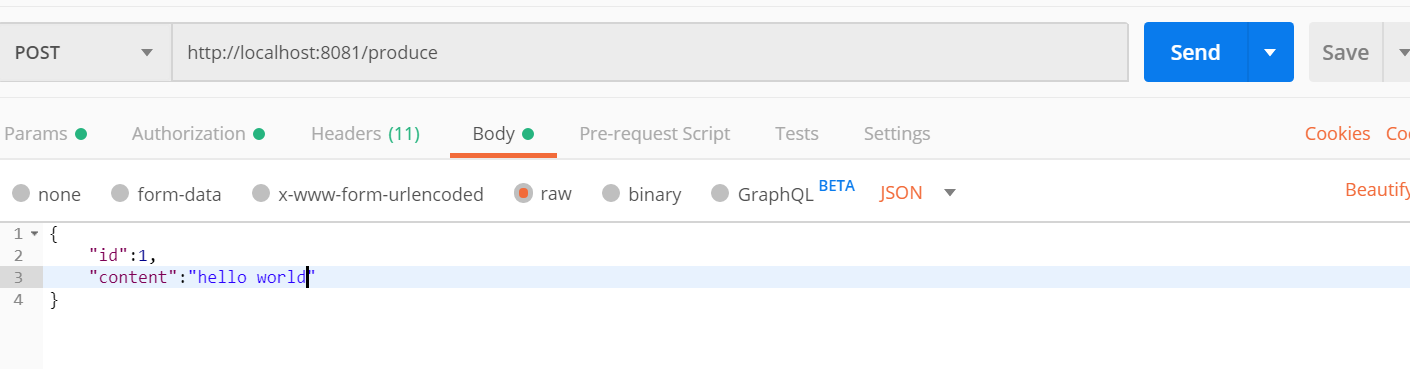 POST http://localhost:8081/produce Send Save
Params Authorization Headers (11) Body Pre-request Script Tests Settings Cookies Co
none form-data x-www-form-urlencoded raw binary GraphQL BETA JSON Beautify
1 {
2 "id":1,
3 "content":"hello world"
4 }